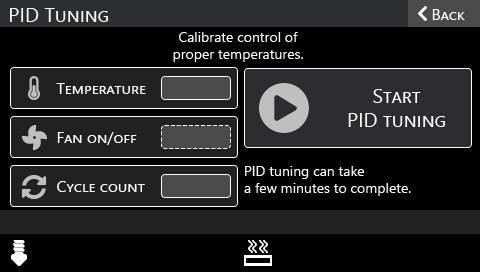 PID Tuning
Back
Calibrate control of
proper temperatures.
Temperature
Fan on/off
Cycle count
Start
PID tuning
PID tuning can take
a few minutes to complete.